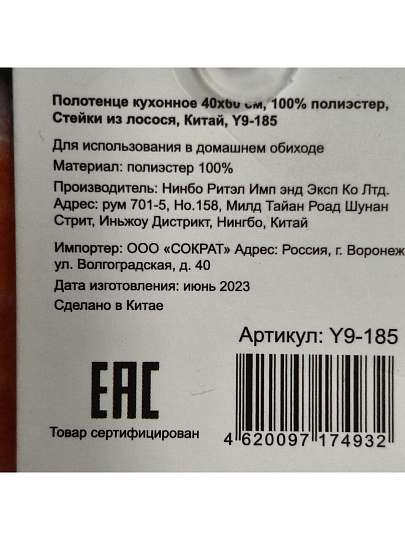 Полотенце кухонное 40х60 см, 100% полиэстер,
Стейки из лосося, Китай, Y9-185
Для использования в домашнем обиходе
Материал: полиэстер 100%
Производитель: Нинбо Ритэл Имп энд Эксп Ко Лтд.
Адрес: рум 701-5, Но.158, Милд Тайан Роад Шунан
Стрит, Иньжоу Дистрикт, Нингбо, Китай
Импортер: ООО «СОКРАТ» Адрес: Россия, г. Воронеж
ул. Волгоградская, д. 40
Дата изготовления: июнь 2023
Сделано в Китае
Артикул: Y9-185
EAC
Товар сертифицирован
4 620097 174932